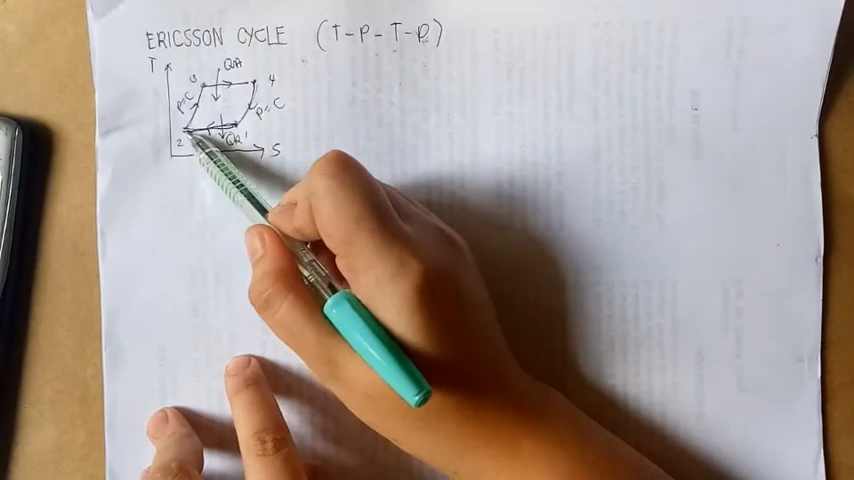 ERICSSON CYCLE (T-P-T-P)
T QA
3 4
P=C P=C
2 QR 1
S